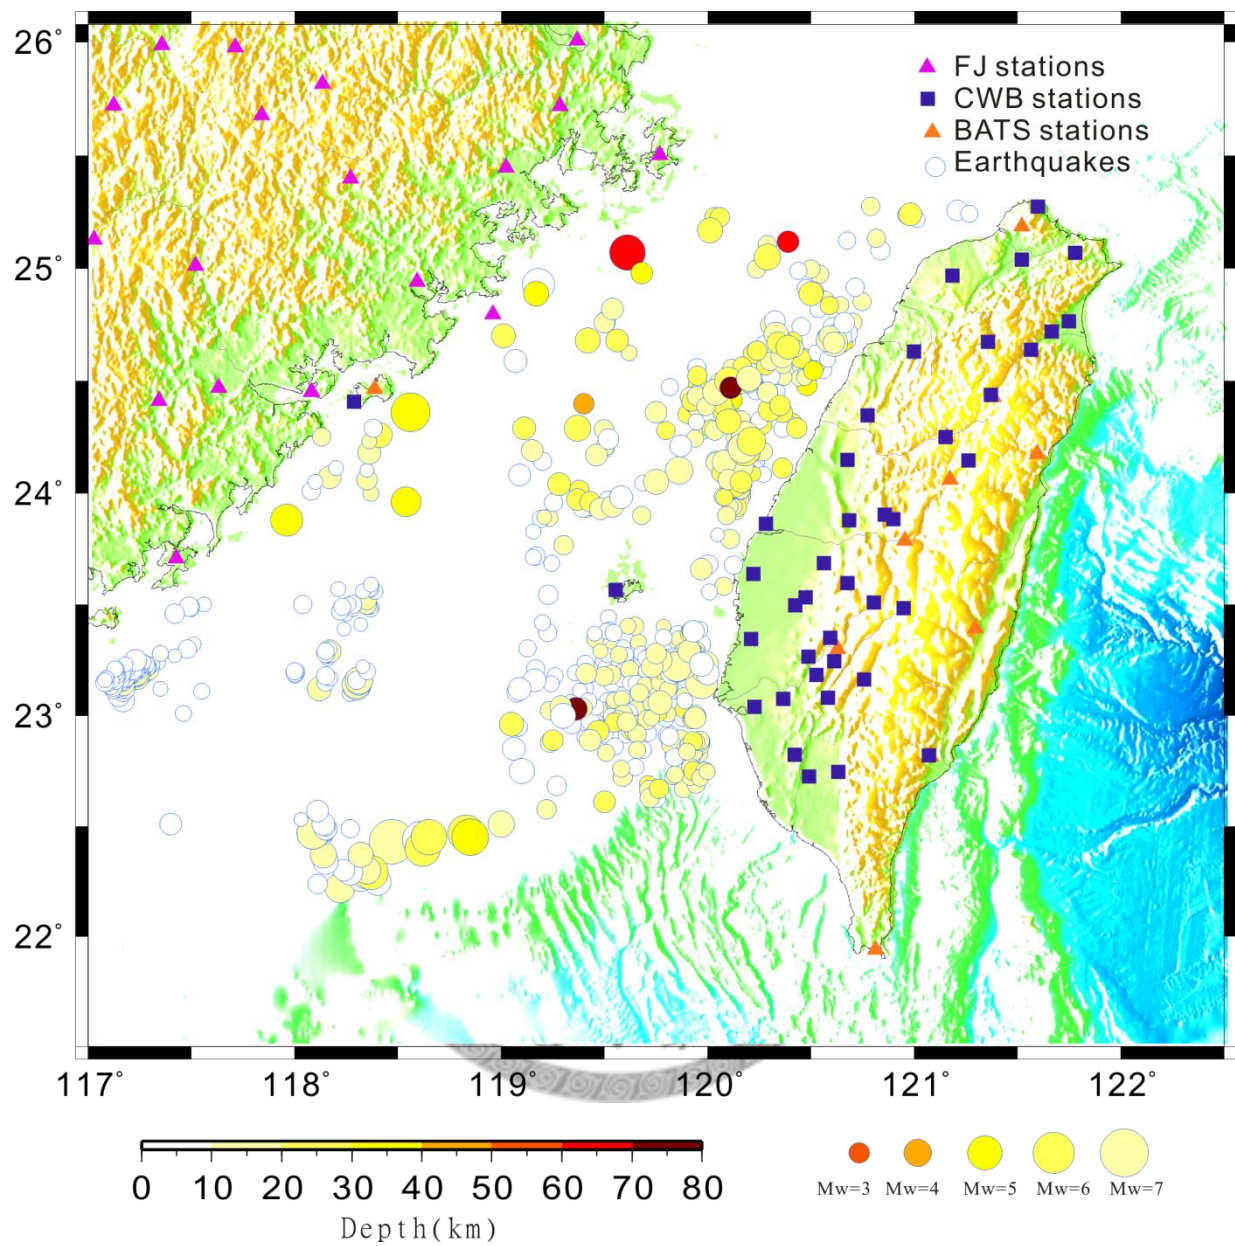 26°
FJ stations
CWB stations
BATS stations
Earthquakes
25°
24°
23°
22°
117° 118° 119° 120° 121° 122°
0 10 20 30 40 50 60 70 80
Depth(km)
Mw=3 Mw=4 Mw=5 Mw=6 Mw=7